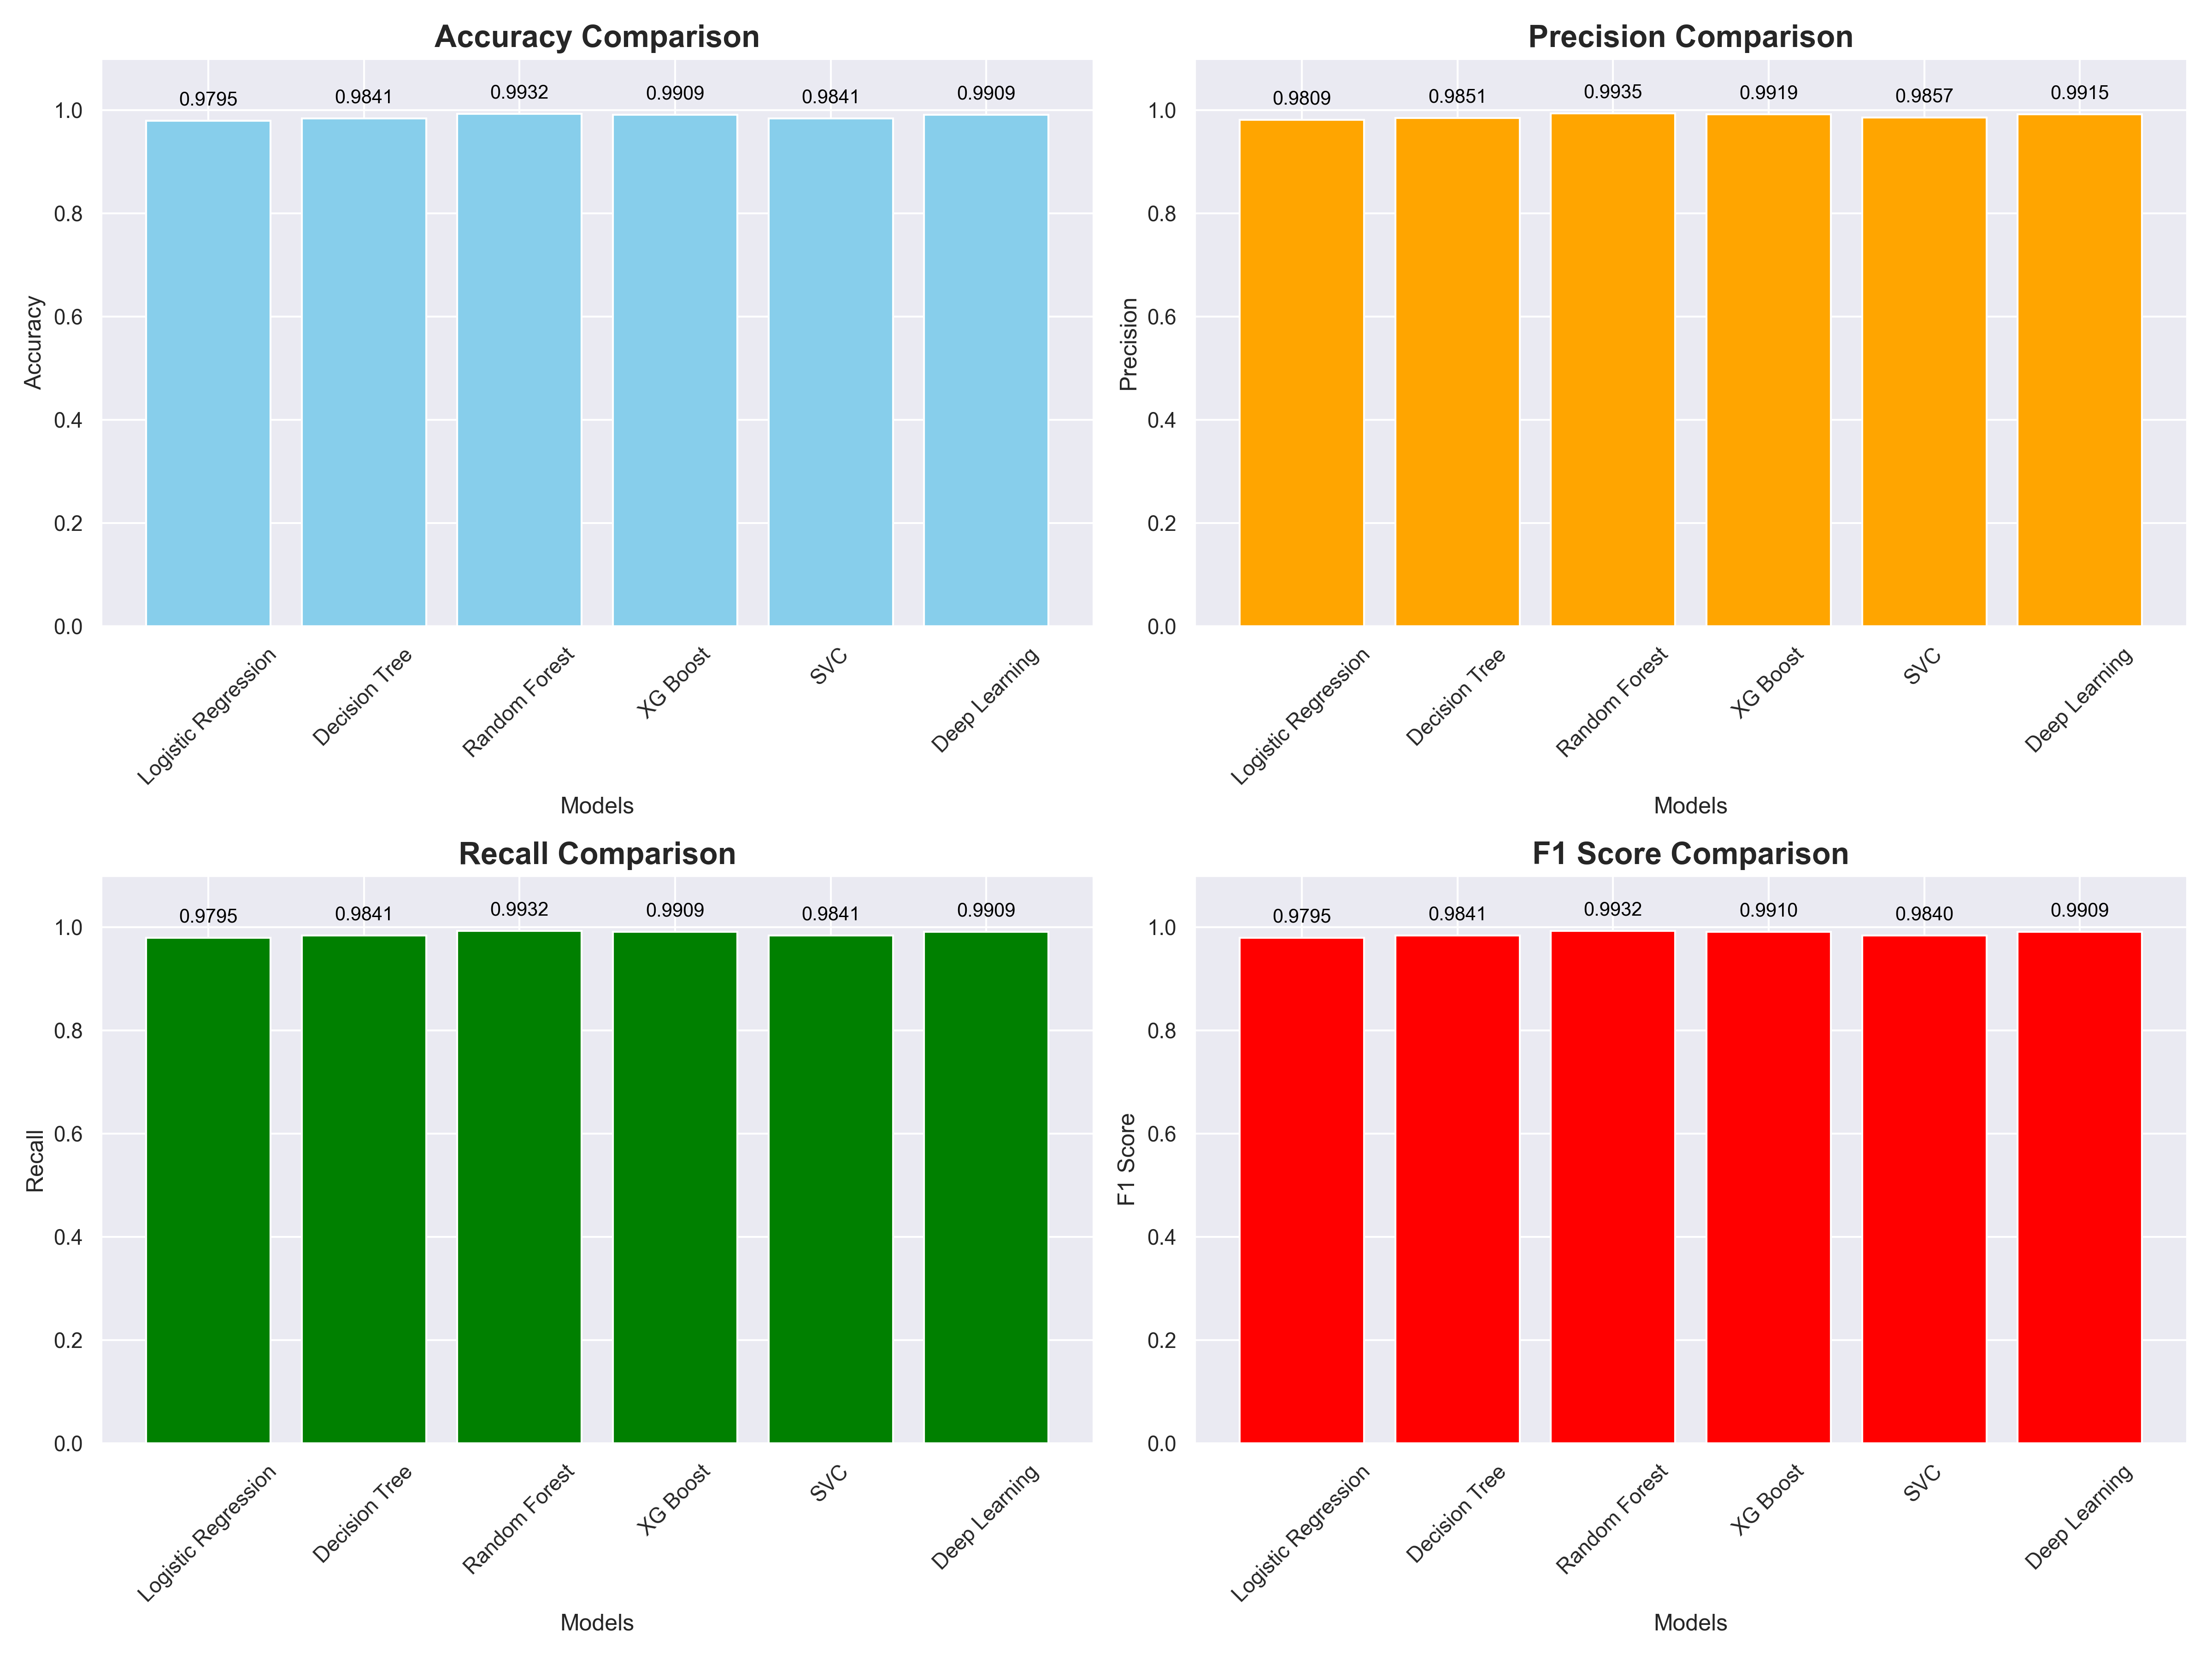 Accuracy Comparison
0.9795 0.9841 0.9932 0.9909 0.9841 0.9909
1.0
0.8
0.6
0.4
0.2
0.0
Accuracy
Logistic Regression
Decision Tree
Random Forest
XG Boost
SVC
Deep Learning
Models
Precision Comparison
0.9809 0.9851 0.9935 0.9919 0.9857 0.9915
1.0
0.8
0.6
0.4
0.2
0.0
Precision
Logistic Regression
Decision Tree
Random Forest
XG Boost
SVC
Deep Learning
Models
Recall Comparison
0.9795 0.9841 0.9932 0.9909 0.9841 0.9909
1.0
0.8
0.6
0.4
0.2
0.0
Recall
Logistic Regression
Decision Tree
Random Forest
XG Boost
SVC
Deep Learning
Models
F1 Score Comparison
0.9795 0.9841 0.9932 0.9910 0.9840 0.9909
1.0
0.8
0.6
0.4
0.2
0.0
F1 Score
Logistic Regression
Decision Tree
Random Forest
XG Boost
SVC
Deep Learning
Models